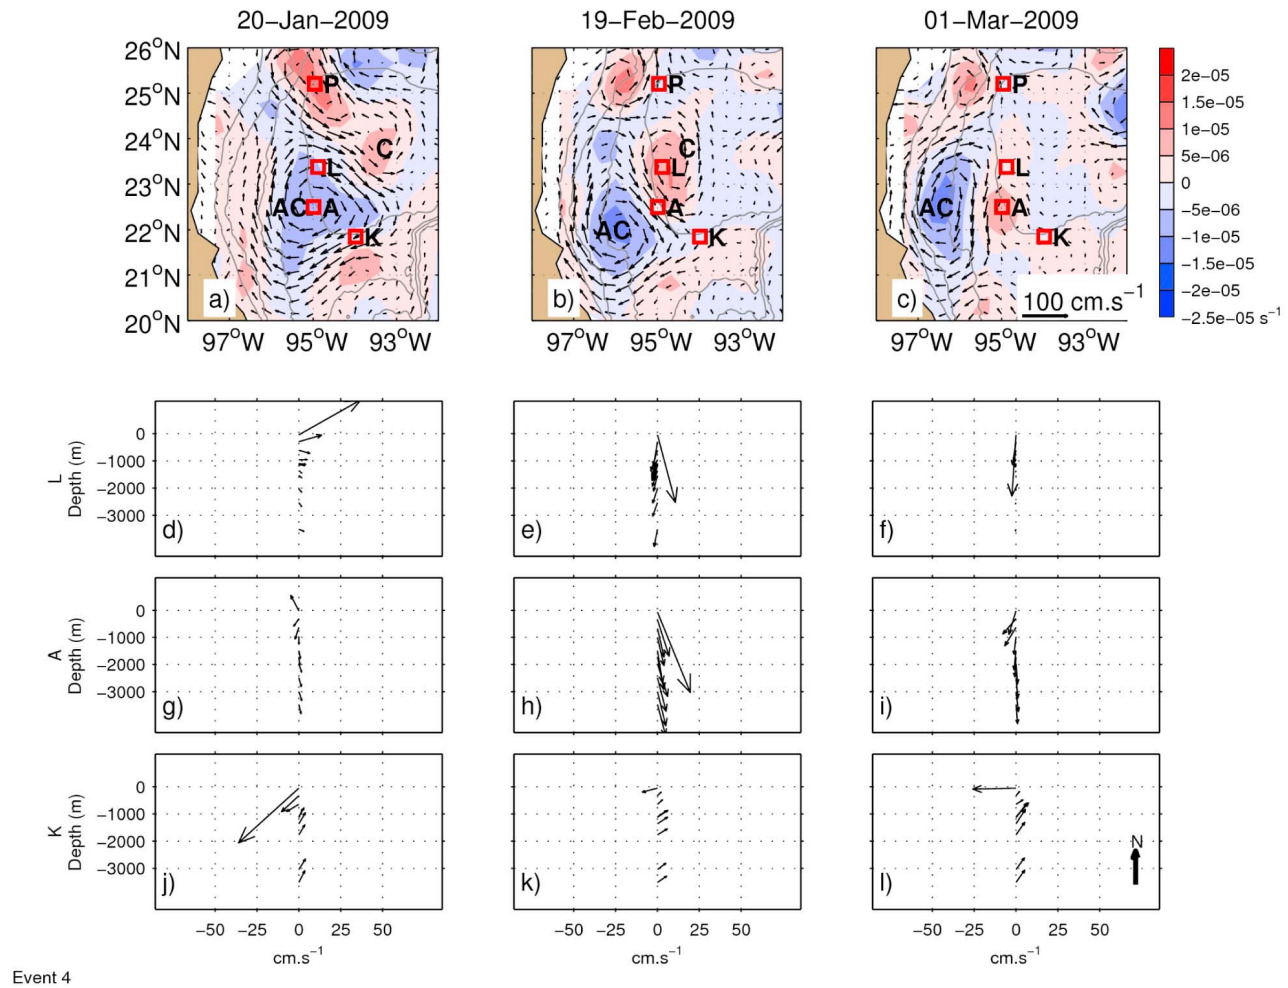 20−Jan−2009
19−Feb−2009
01−Mar−2009
26°N
25°N
24°N
23°N
22°N
21°N
20°N
P
C
L
AC
A
K
a)
97°W
95°W
93°W
P
C
L
A
AC
K
b)
97°W
95°W
93°W
P
L
AC
A
K
c)
100 cm.s−1
97°W
95°W
93°W
2e−05
1.5e−05
1e−05
5e−06
0
−5e−06
−1e−05
−1.5e−05
−2e−05
−2.5e−05 s−1
L
Depth (m)
0
−1000
−2000
−3000
d)
e)
f)
A
Depth (m)
0
−1000
−2000
−3000
g)
h)
i)
K
Depth (m)
0
−1000
−2000
−3000
j)
k)
l)
N
−50 −25 0 25 50
cm.s−1
−50 −25 0 25 50
cm.s−1
−50 −25 0 25 50
cm.s−1
Event 4